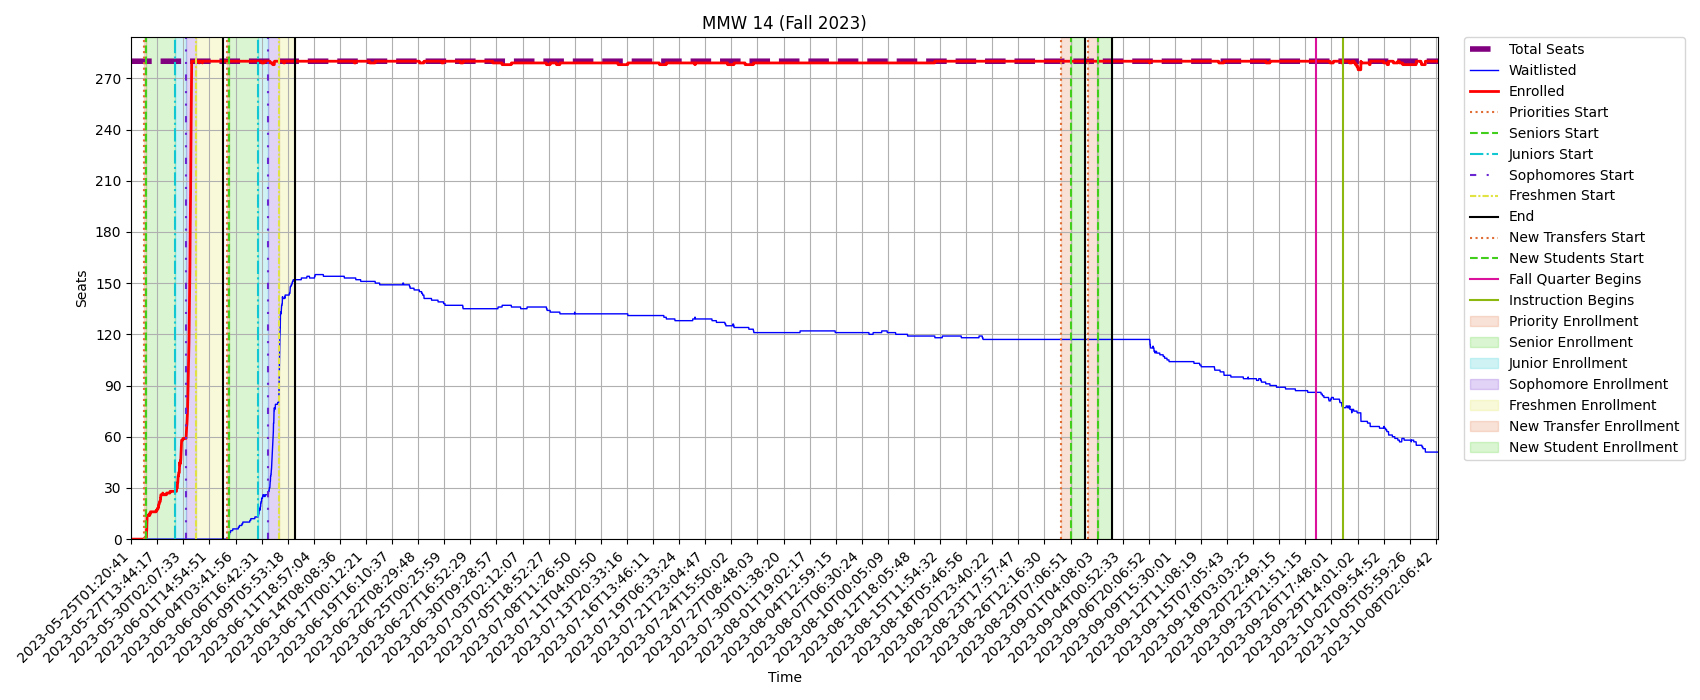 MMW 14 (Fall 2023)
Seats
270
240
210
180
150
120
90
60
30
0
2023-05-25T01:20:41
2023-05-27T13:44:17
2023-05-30T02:07:33
2023-06-01T14:54:51
2023-06-04T03:41:56
2023-06-06T16:42:31
2023-06-09T05:53:18
2023-06-11T18:57:04
2023-06-14T08:08:36
2023-06-17T00:12:21
2023-06-19T16:10:37
2023-06-22T08:29:48
2023-06-25T00:25:59
2023-06-27T16:52:29
2023-06-30T09:28:57
2023-07-03T02:12:07
2023-07-05T18:52:27
2023-07-08T11:26:50
2023-07-11T04:00:50
2023-07-13T20:33:16
2023-07-16T13:46:11
2023-07-19T06:33:24
2023-07-21T23:04:47
2023-07-24T15:50:02
2023-07-27T08:48:03
2023-07-30T01:38:20
2023-08-01T19:02:17
2023-08-04T12:59:15
2023-08-07T06:30:24
2023-08-10T00:05:09
2023-08-12T18:05:48
2023-08-15T11:54:32
2023-08-18T05:46:56
2023-08-20T23:40:22
2023-08-23T17:57:47
2023-08-26T12:16:30
2023-08-29T07:06:51
2023-09-01T04:08:03
2023-09-04T00:52:33
2023-09-06T20:06:52
2023-09-09T15:30:01
2023-09-12T11:08:19
2023-09-15T07:05:43
2023-09-18T03:03:25
2023-09-20T22:49:15
2023-09-23T21:51:15
2023-09-26T17:48:01
2023-09-29T14:01:02
2023-10-02T09:54:52
2023-10-05T05:59:26
2023-10-08T02:06:42
Time
Total Seats
Waitlisted
Enrolled
Priorities Start
Seniors Start
Juniors Start
Sophomores Start
Freshmen Start
End
New Transfers Start
New Students Start
Fall Quarter Begins
Instruction Begins
Priority Enrollment
Senior Enrollment
Junior Enrollment
Sophomore Enrollment
Freshmen Enrollment
New Transfer Enrollment
New Student Enrollment